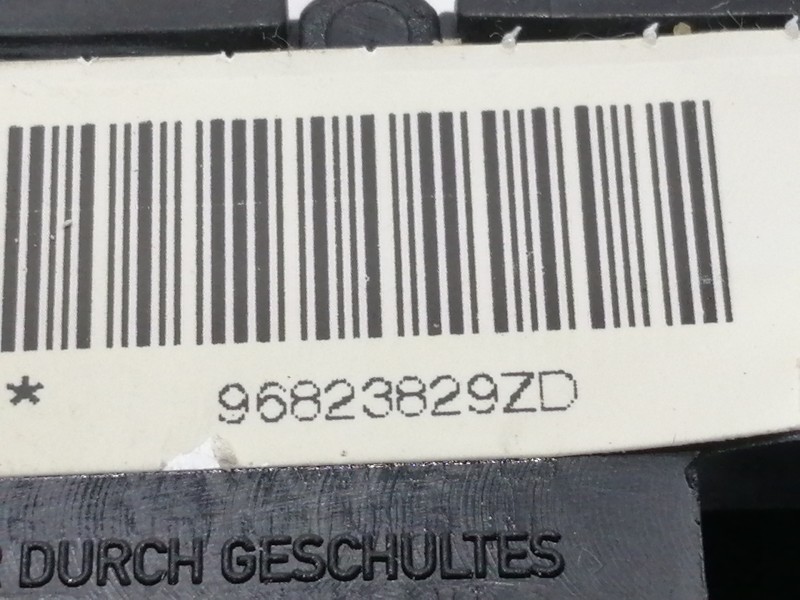 * 96823829ZD
R DURCH GESCHULTES